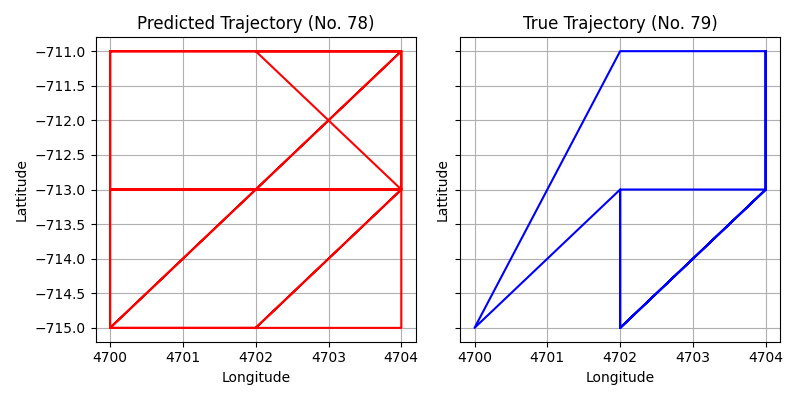 Predicted Trajectory (No. 78)
True Trajectory (No. 79)
Lattitude
−711.0
−711.5
−712.0
−712.5
−713.0
−713.5
−714.0
−714.5
−715.0
4700 4701 4702 4703 4704
Longitude
Lattitude
4700 4701 4702 4703 4704
Longitude